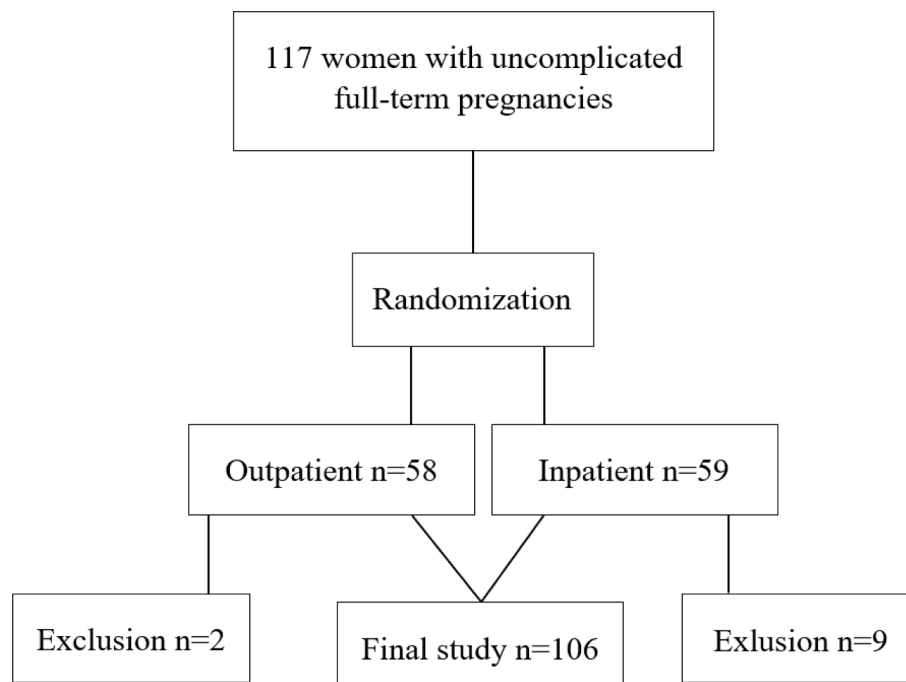 117 women with uncomplicated
full-term pregnancies
Randomization
Outpatient n=58
Inpatient n=59
Exclusion n=2
Final study n=106
Exlusion n=9